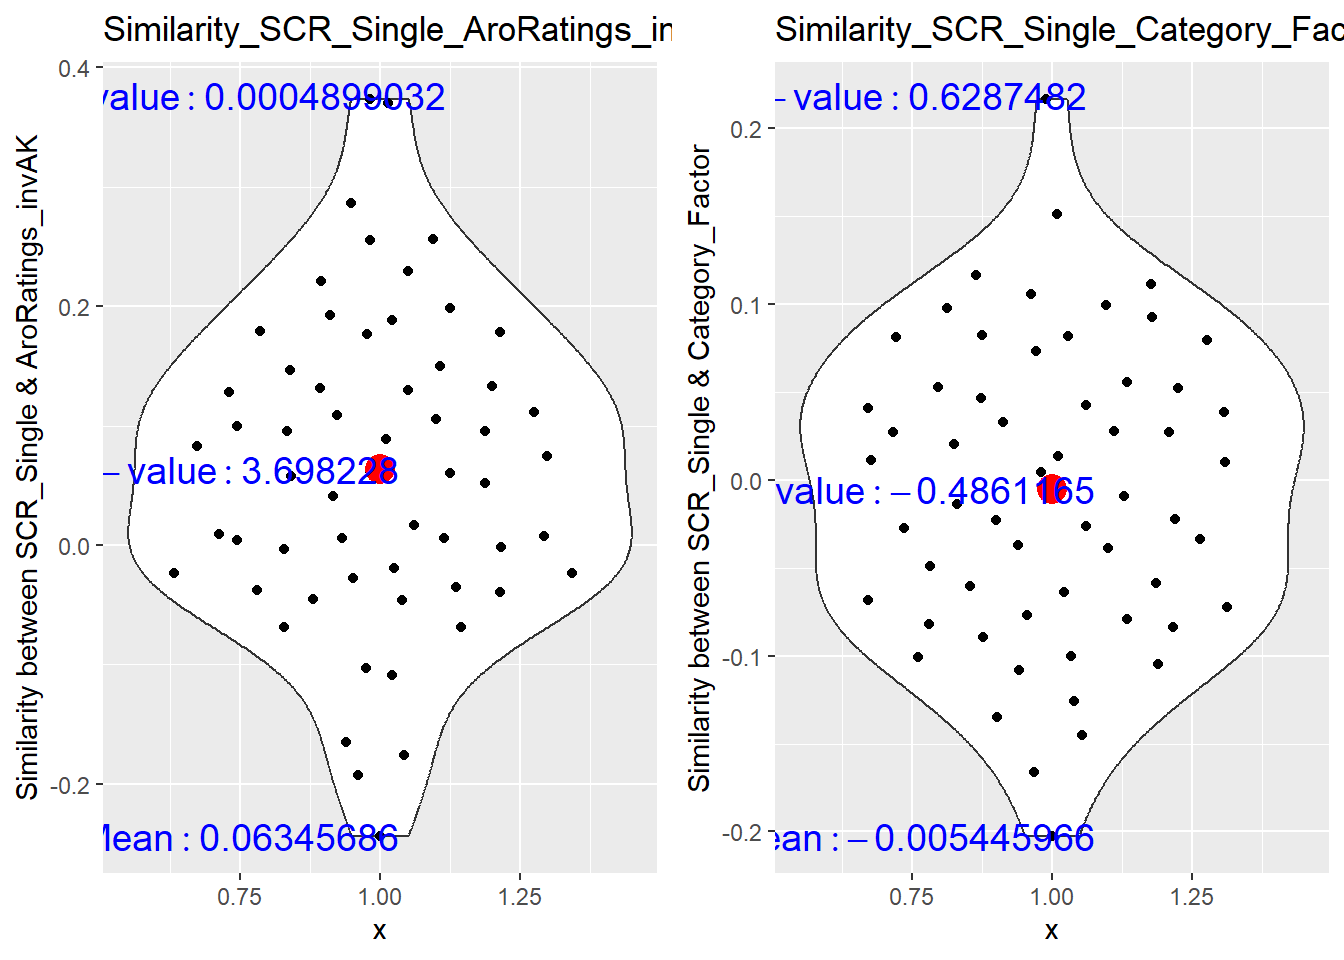 Similarity_SCR_Single_AroRatings_in
Similarity between SCR_Single & AroRatings_invAK
0.4
0.2
0.0
-0.2
value : 0.0004899032
– value : 3.698228
Mean : 0.06345686
0.75 1.00 1.25
x
Similarity_SCR_Single_Category_Fac
Similarity between SCR_Single & Category_Factor
0.2
0.1
0.0
-0.1
-0.2
– value : 0.6287482
value : – 0.4861165
ean : – 0.005445966
0.75 1.00 1.25
x